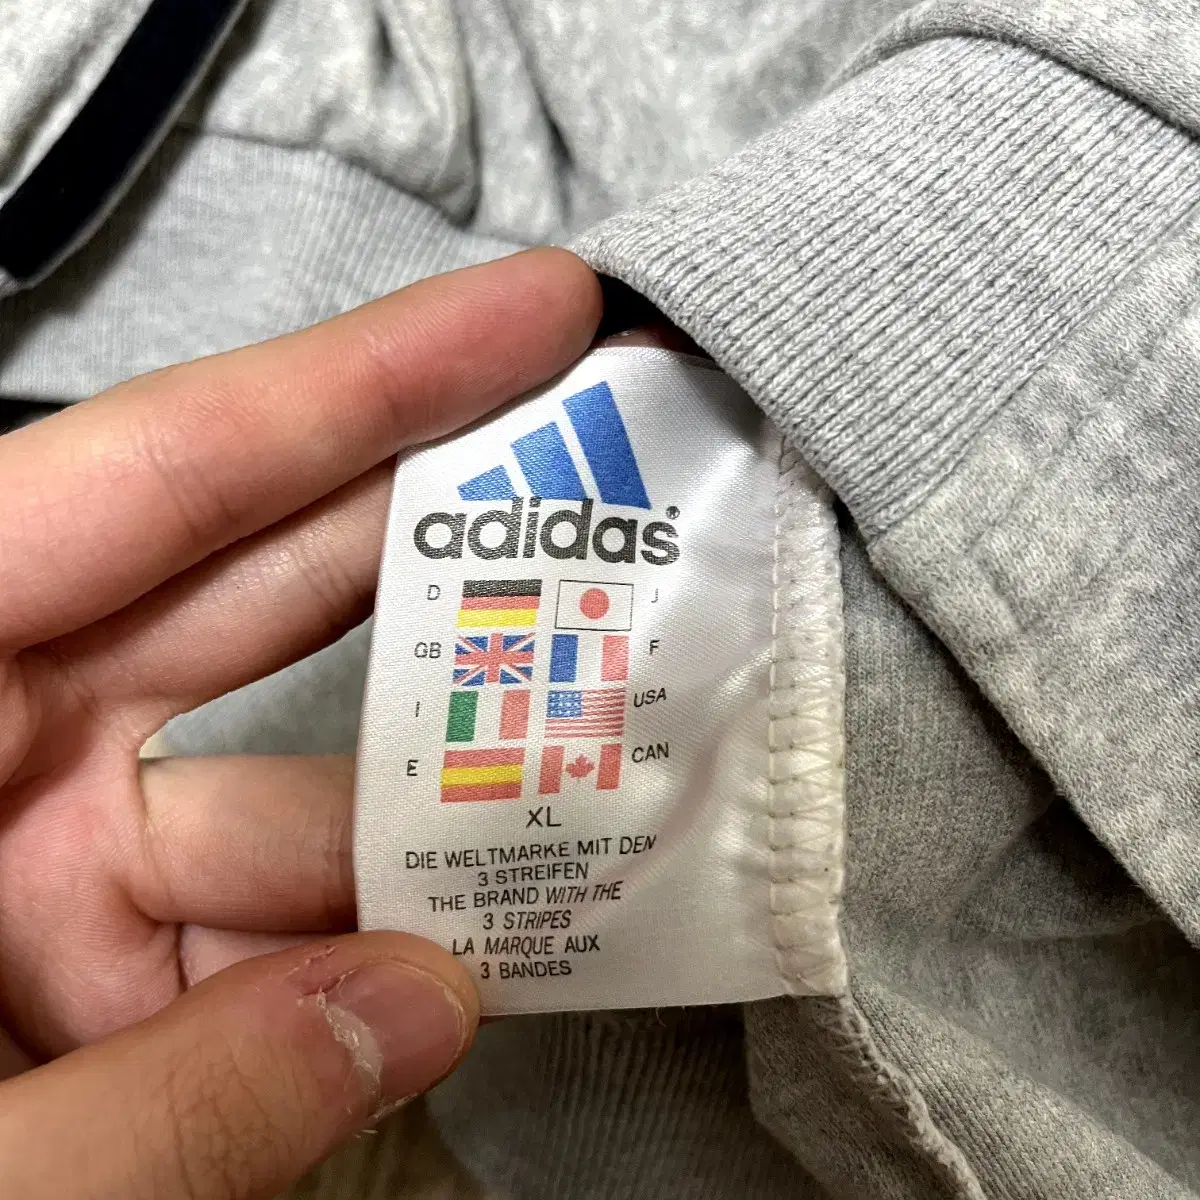 adidas®
D J
GB F
I USA
E CAN
XL
DIE WELTMARKE MIT DEN
3 STREIFEN
THE BRAND WITH THE
3 STRIPES
LA MARQUE AUX
3 BANDES